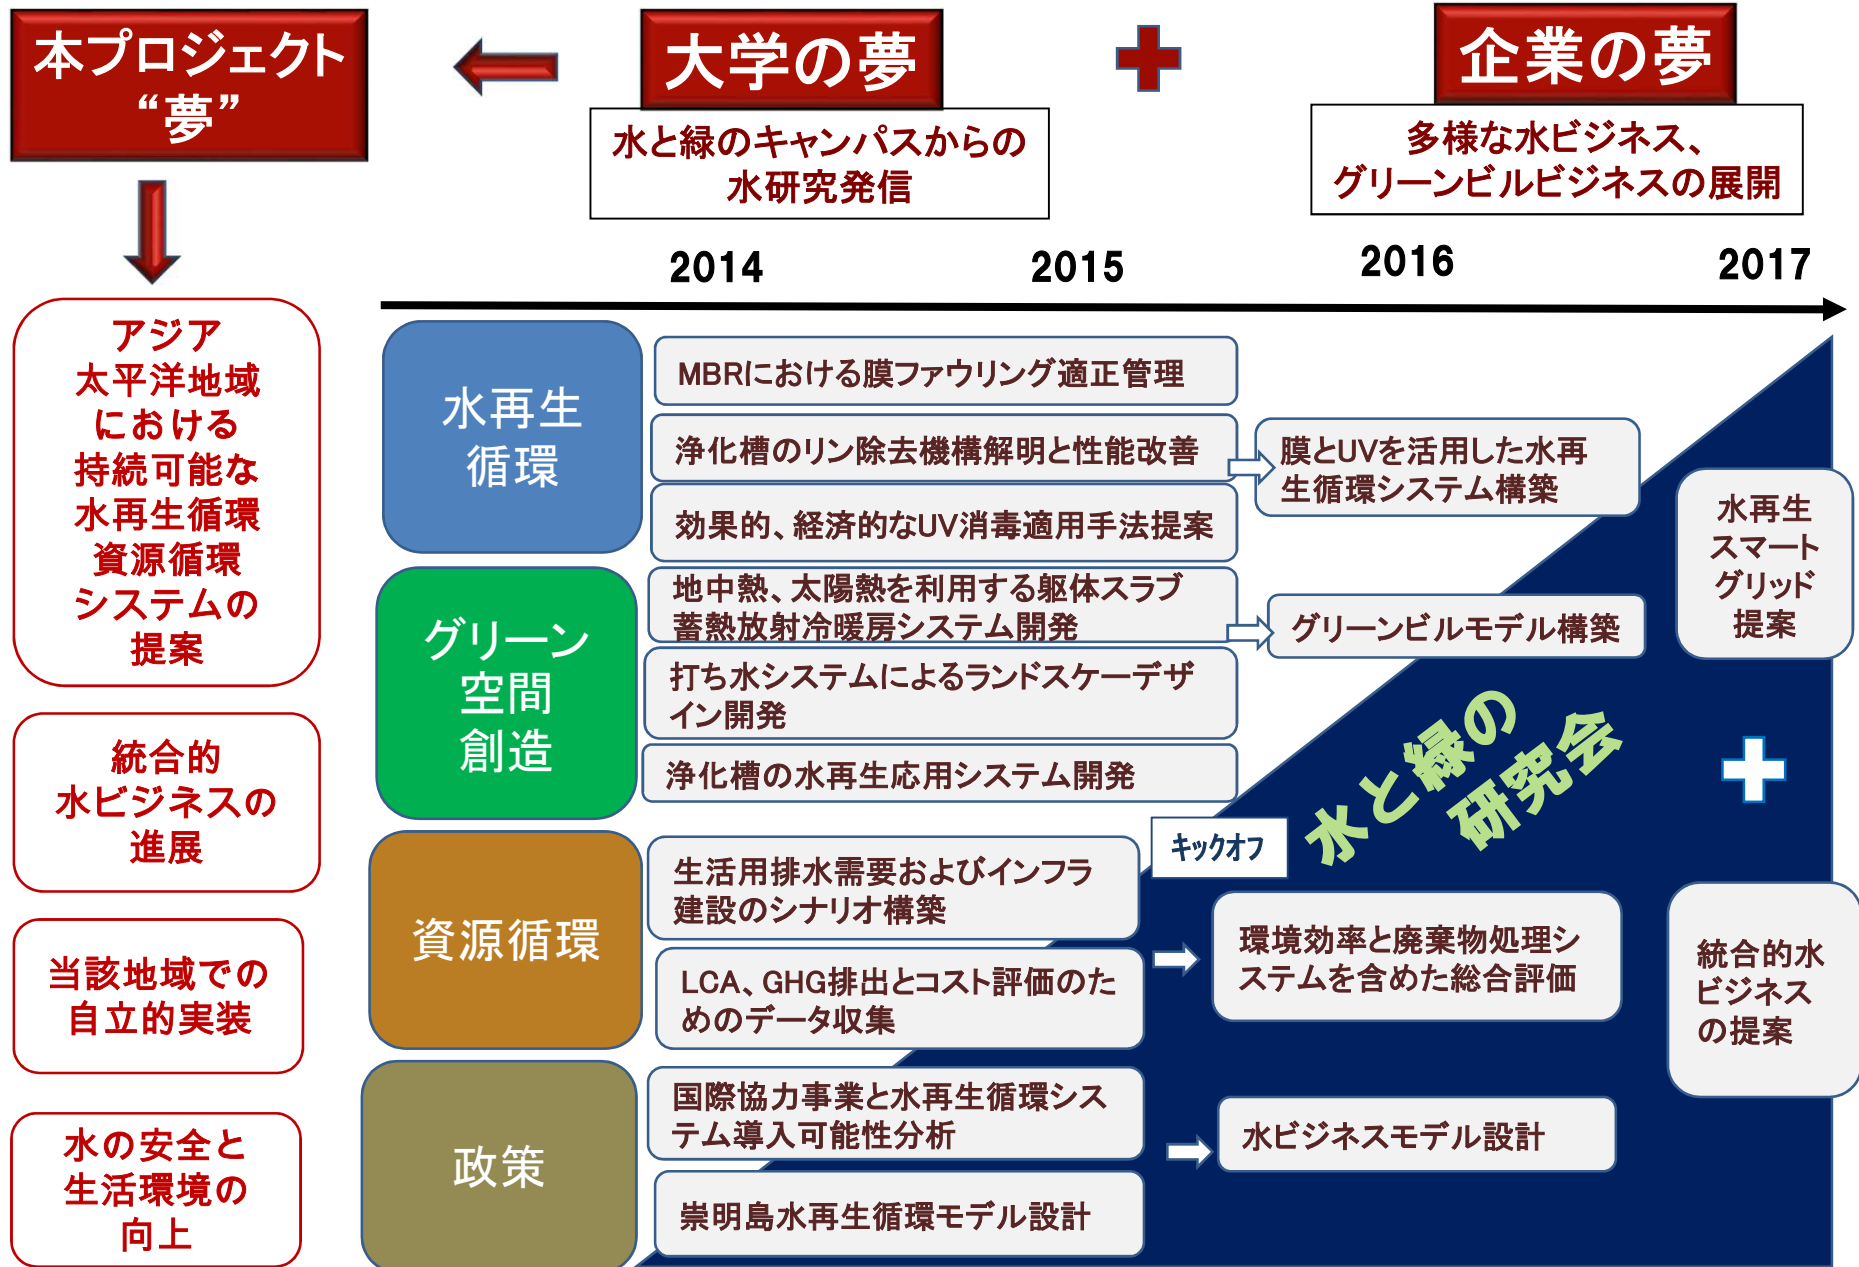 本プロジェクト
“夢”
大学の夢
水と緑のキャンパスからの
水研究発信
企業の夢
多様な水ビジネス、
グリーンビルビジネスの展開
2014
2015
2016
2017
アジア
太平洋地域
における
持続可能な
水再生循環
資源循環
システムの
提案
統合的
水ビジネスの
進展
当該地域での
自立的実装
水の安全と
生活環境の
向上
水再生
循環
MBRにおける膜ファウリング適正管理
浄化槽のリン除去機構解明と性能改善
効果的、経済的なUV消毒適用手法提案
膜とUVを活用した水再
生循環システム構築
グリーン
空間
創造
地中熱、太陽熱を利用する躯体スラブ
蓄熱放射冷暖房システム開発
打ち水システムによるランドスケーデザ
イン開発
浄化槽の水再生応用システム開発
グリーンビルモデル構築
水再生
スマート
グリッド
提案
水と緑の
研究会
キックオフ
資源循環
生活用排水需要およびインフラ
建設のシナリオ構築
LCA、GHG排出とコスト評価のた
めのデータ収集
環境効率と廃棄物処理シ
ステムを含めた総合評価
統合的水
ビジネス
の提案
政策
国際協力事業と水再生循環シス
テム導入可能性分析
崇明島水再生循環モデル設計
水ビジネスモデル設計